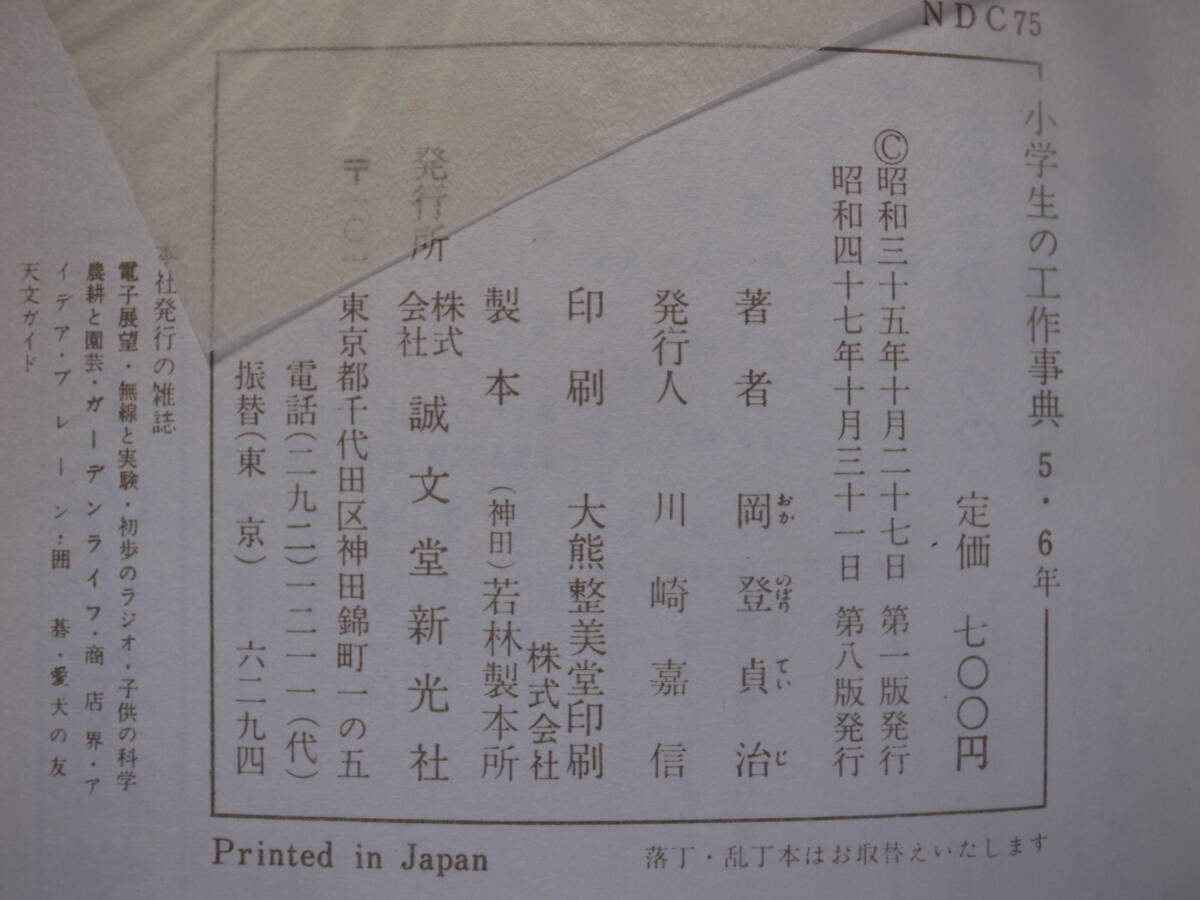 NDC75
小学生の工作事典 5・6年
定価 七〇〇円
©昭和三十五年十月二十七日 第一版発行
昭和四十七年十月三十一日 第八版発行
著者 岡登貞治
おか のぼり てい じ
発行人 川崎嘉信
印刷 大熊整美堂印刷
株式会社
製本 (神田)若林製本所
発行所 株式会社 誠文堂新光社
〒一〇一 東京都千代田区神田錦町一の五
電話(二九二)一二一一(代)
振替(東京) 六二九四
本社発行の雑誌
電子展望・無線と実験・初歩のラジオ・子供の科学
農耕と園芸・ガーデンライフ・商店界・ア
イデア・ブレーン・囲碁・愛犬の友
天文ガイド
Printed in Japan
落丁・乱丁本はお取替えいたします